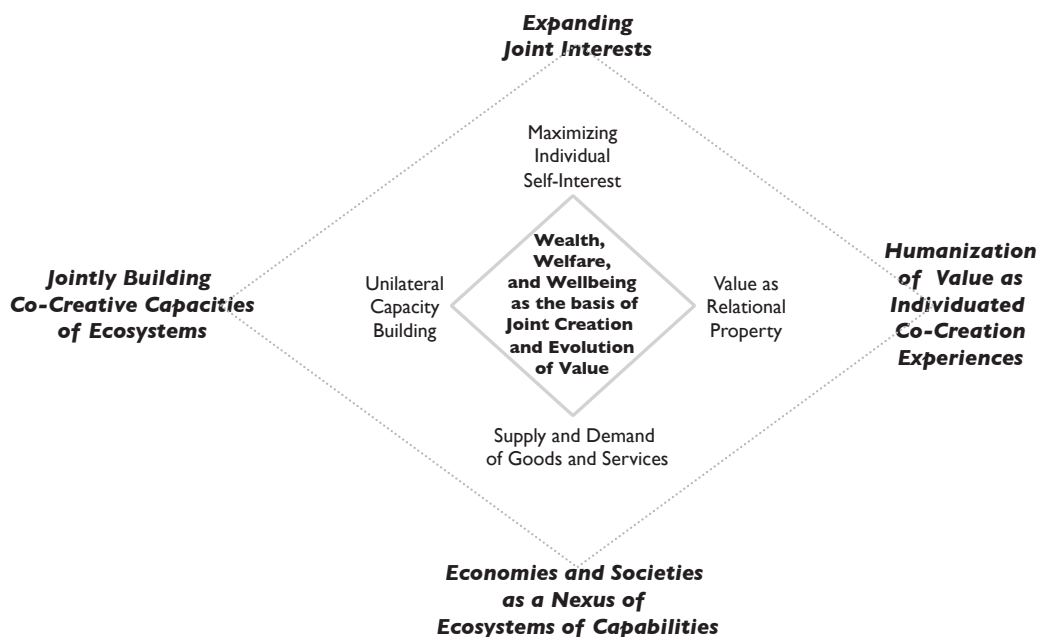 Expanding
Joint Interests
Maximizing
Individual
Self-Interest
Jointly Building
Co-Creative Capacities
of Ecosystems
Unilateral
Capacity
Building
Wealth,
Welfare,
and Wellbeing
as the basis of
Joint Creation
and Evolution
of Value
Value as
Relational
Property
Humanization
of Value as
Individuated
Co-Creation
Experiences
Supply and Demand
of Goods and Services
Economies and Societies
as a Nexus of
Ecosystems of Capabilities